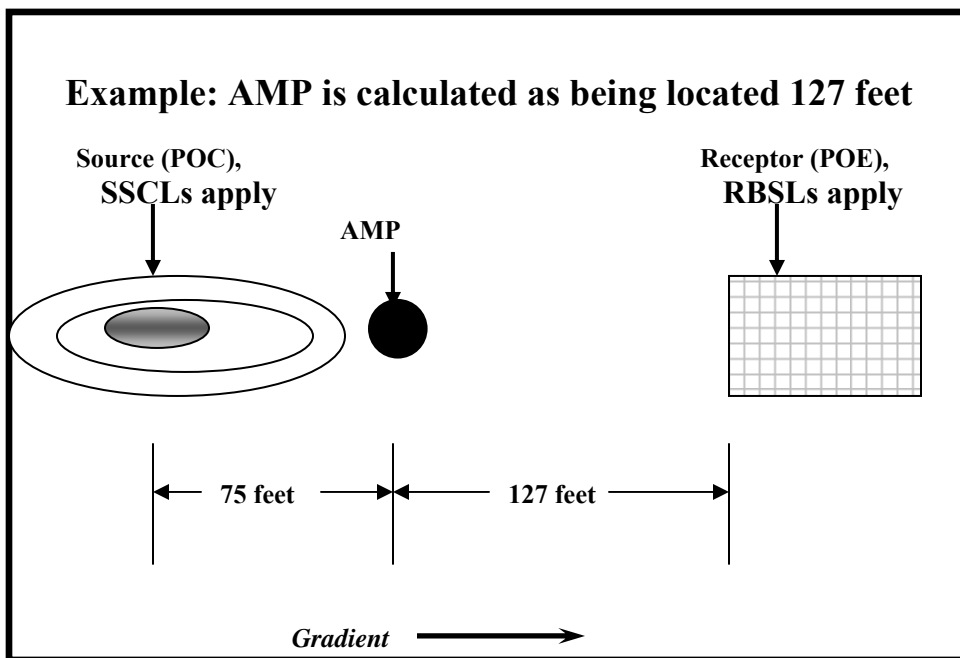 Example: AMP is calculated as being located 127 feet
Source (POC),
SSCLs apply
Receptor (POE),
RBSLs apply
AMP
75 feet
127 feet
Gradient